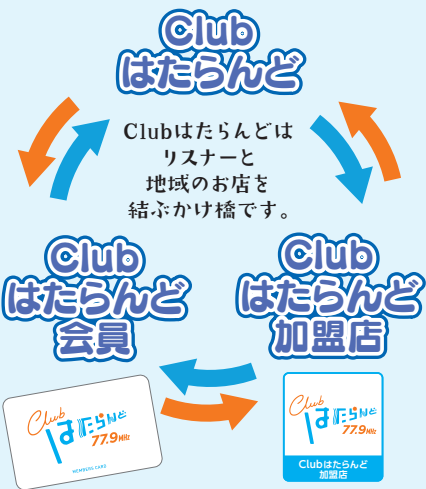 Club
はたらんど
Clubはたらんどは
リスナーと
地域のお店を
結ぶかけ橋です。
Club
はたらんど
会員
Club
はたらんど
加盟店
Club
はたらんど
77.9MHz
MEMBERS CARD
Club
はたらんど
77.9MHz
Clubはたらんど
加盟店